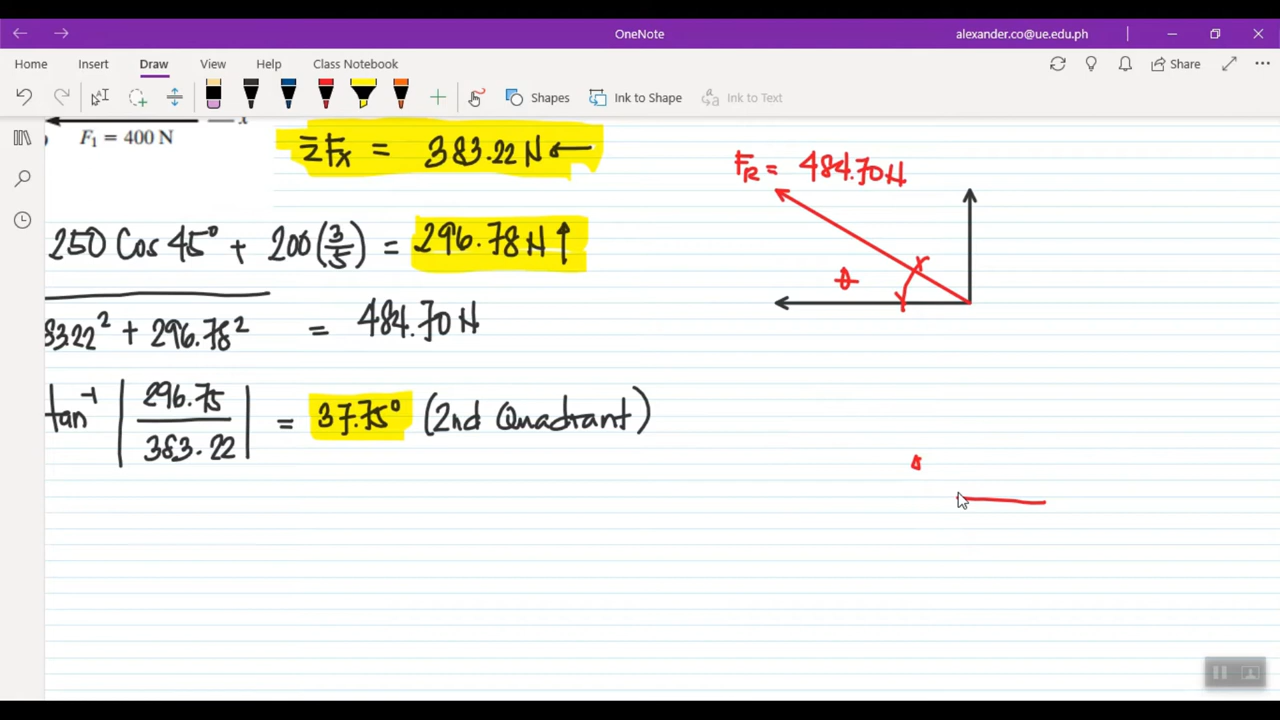 OneNote
alexander.co@ue.edu.ph
Home Insert Draw View Help Class Notebook
Share
Shapes Ink to Shape Ink to Text
x
F₁ = 400 N
ΣFx = 383.22 N ←
FR = 484.70 N
250 Cos 45° + 200 (3/5) = 296.78 N ↑
θ
83.22² + 296.78² = 484.70 N
tan⁻¹ | 296.75 / 383.22 | = 37.75° (2nd Quadrant)